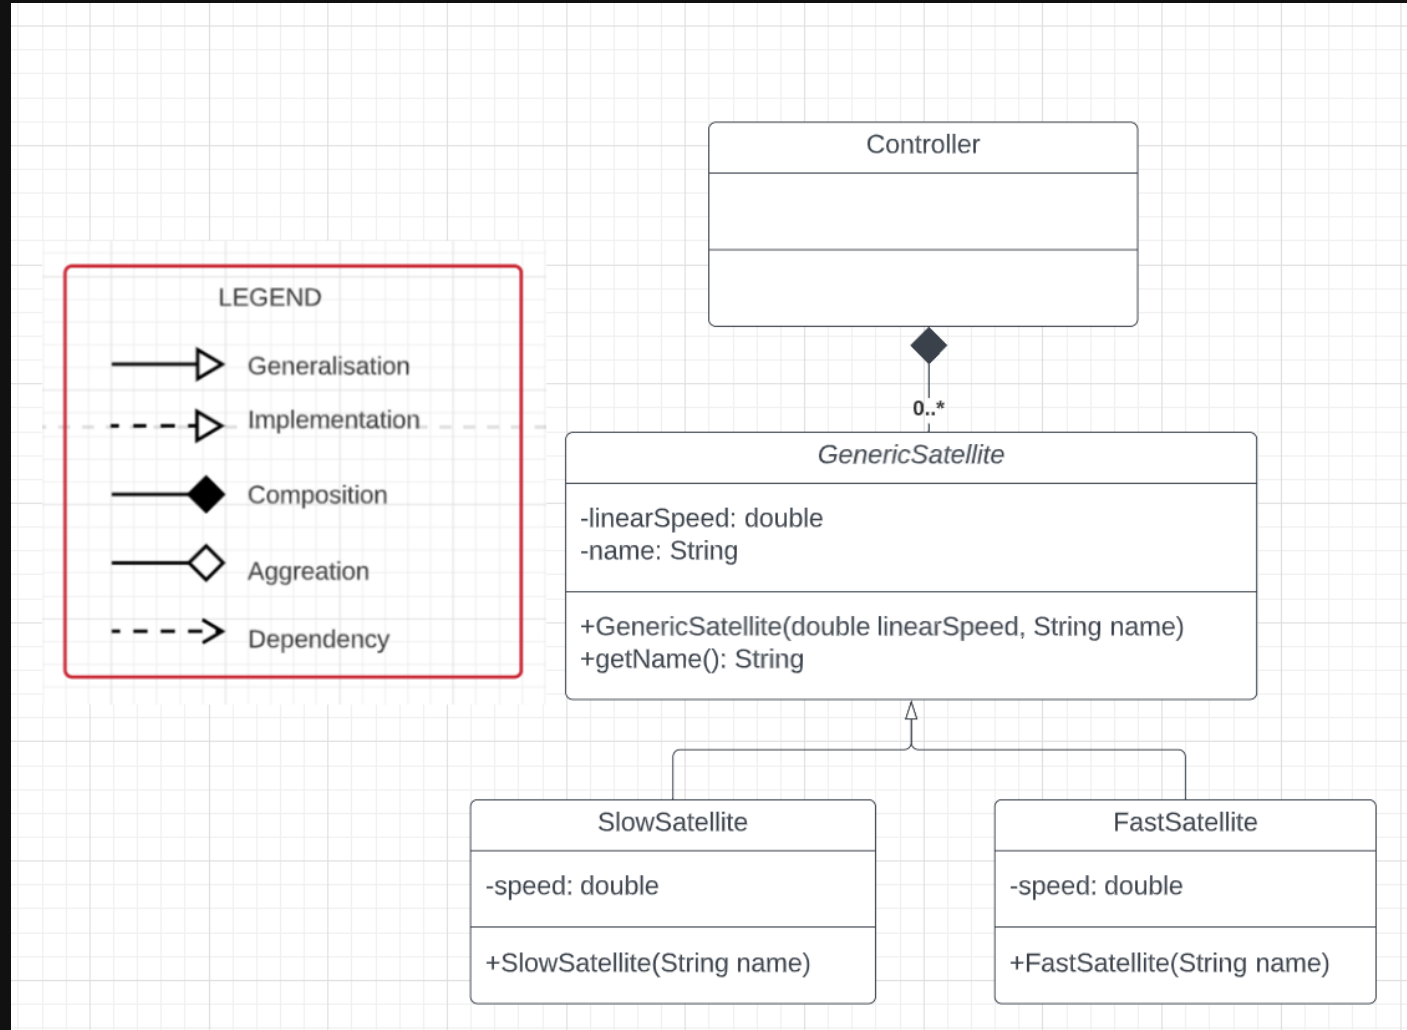 Controller
LEGEND
Generalisation
Implementation
Composition
Aggreation
Dependency
0..*
GenericSatellite
-linearSpeed: double
-name: String
+GenericSatellite(double linearSpeed, String name)
+getName(): String
SlowSatellite
-speed: double
+SlowSatellite(String name)
FastSatellite
-speed: double
+FastSatellite(String name)